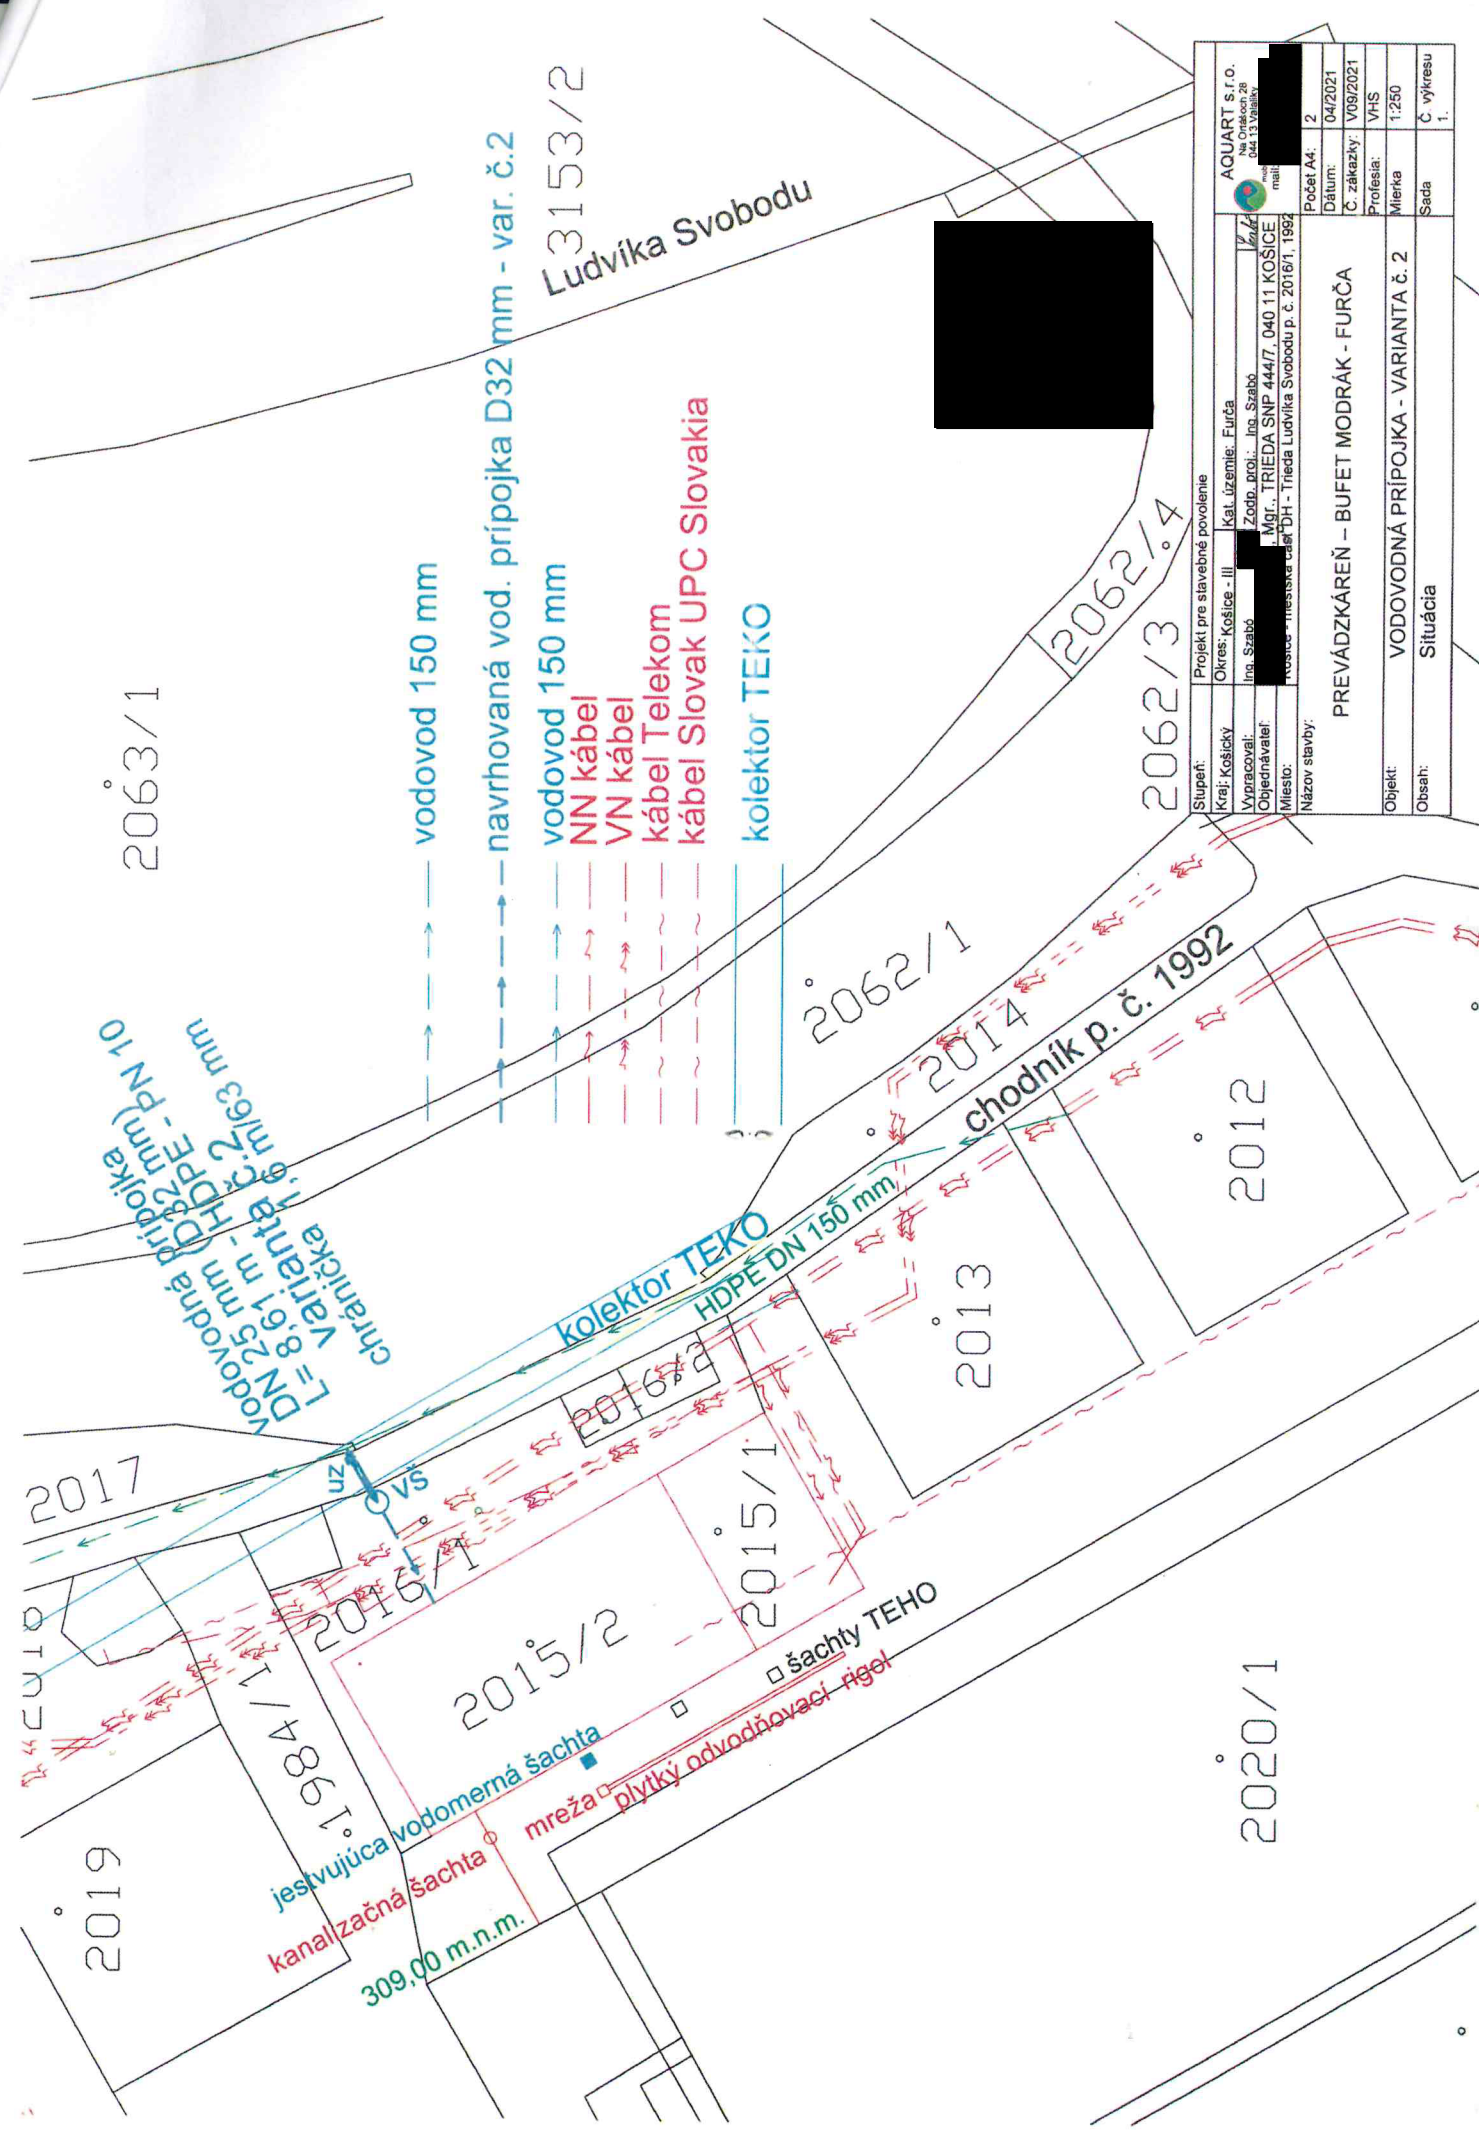 3153/2
Ludvíka Svobodu
2063/1
vodovod 150 mm
navrhovaná vod. prípojka D32 mm - var. č.2
vodovod 150 mm
NN kábel
VN kábel
kábel Telekom
kábel Slovak UPC Slovakia
kolektor TEKO
vodovodná prípojka
DN 25 mm (D32 mm)
L= 8,61 m - HDPE - PN 10
varianta č.2
chránička 1,6 m/63 mm
2062/4
2062/3
2062/1
2014
chodník p. č. 1992
2012
2013
kolektor TEKO
HDPE DN 150 mm
2016/2
2015/1
2017
uz
VŠ
2016/1
2015/2
1984/1
2019
jestvujúca vodomerná šachta
kanalizačná šachta
309,00 m.n.m.
mreža
plytký odvodňovací rigol
šachty TEHO
2020/1
Stupeň: Projekt pre stavebné povolenie
Kraj: Košický Okres: Košice - III Kat. územie: Furča
Vypracoval: Ing. Szabó Zodp. proj.: Ing. Szabó
Objednávateľ: , Mgr., TRIEDA SNP 444/7, 040 11 KOŠICE
Miesto: Košice - mestská časť DH - Trieda Ludvíka Svobodu p. č. 2016/1, 1992
AQUART s.r.o.
Na Ortášoch 28
044 13 Valaliky
mail:
Názov stavby:
PREVÁDZKÁREŇ – BUFET MODRÁK - FURČA
Počet A4: 2
Dátum: 04/2021
Č. zákazky: V09/2021
Profesia: VHS
Objekt: VODOVODNÁ PRÍPOJKA - VARIANTA č. 2
Mierka 1:250
Obsah: Situácia
Sada
Č. výkresu
1.